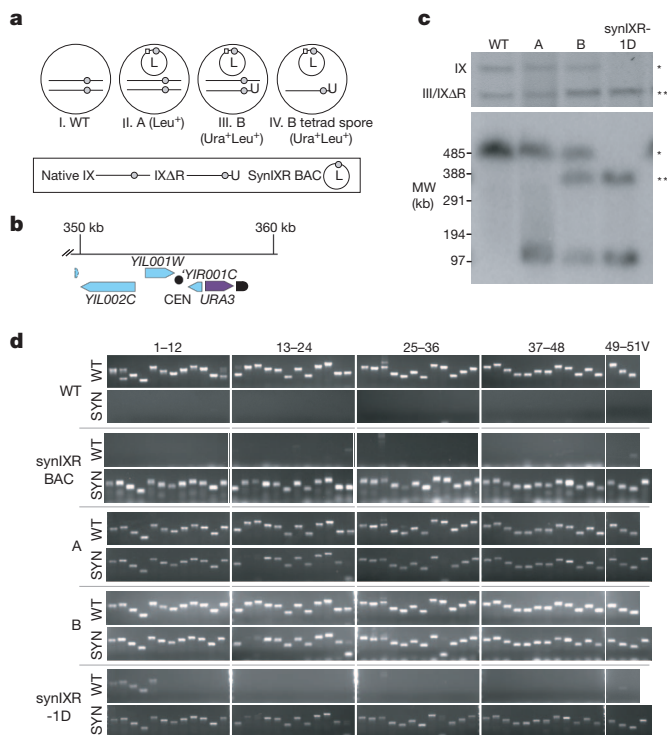 a
L
L
U
L
U
I. WT
II. A (Leu⁺)
III. B
(Ura⁺Leu⁺)
IV. B tetrad spore
(Ura⁺Leu⁺)
Native IX
IXΔR
U
SynIXR BAC
L
b
350 kb
360 kb
YIL001W
'YIR001C
YIL002C
CEN
URA3
c
WT
A
B
synIXR-
1D
IX
*
III/IXΔR
**
485
*
388
**
MW
(kb)
291
194
97
d
1–12
13–24
25–36
37–48
49–51V
WT
WT
SYN
synIXR
BAC
WT
SYN
A
WT
SYN
B
WT
SYN
synIXR
-1D
WT
SYN